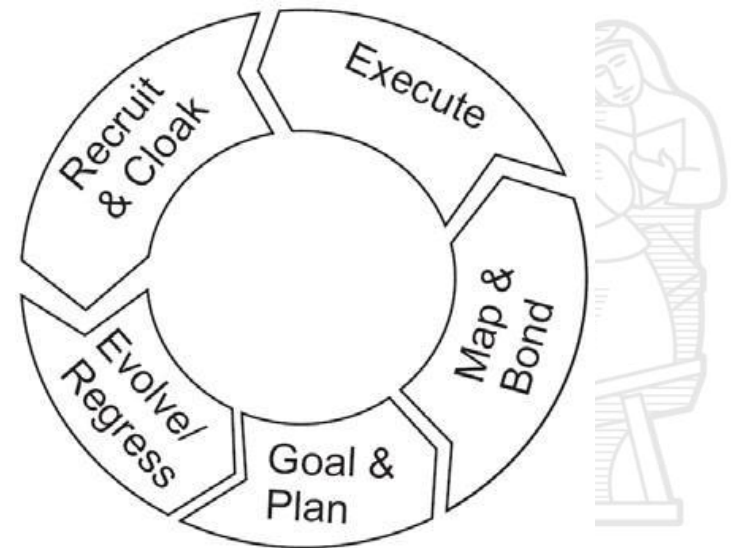 Execute
Map &
Bond
Goal &
Plan
Evolve/
Regress
Recruit
& Cloak